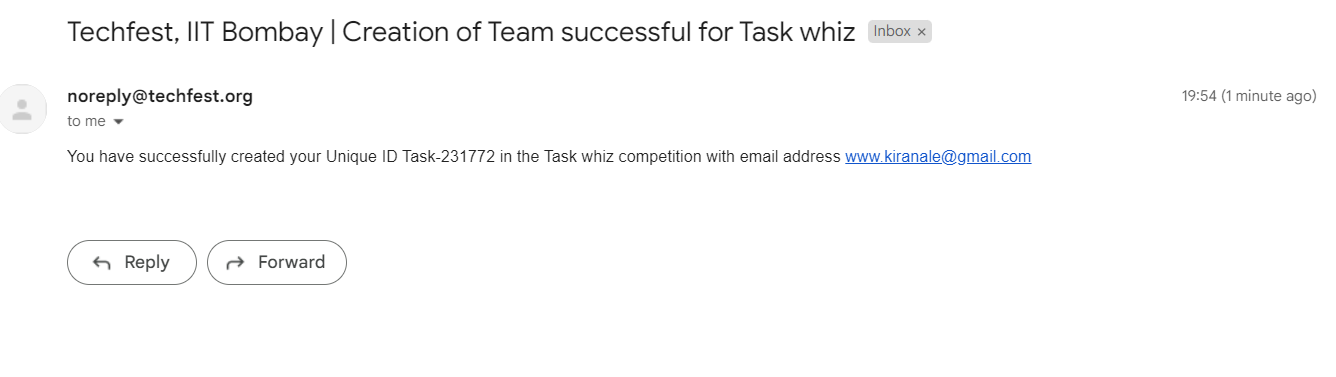 Techfest, IIT Bombay | Creation of Team successful for Task whiz Inbox ×
noreply@techfest.org 19:54 (1 minute ago)
to me
You have successfully created your Unique ID Task-231772 in the Task whiz competition with email address www.kiranale@gmail.com
Reply Forward